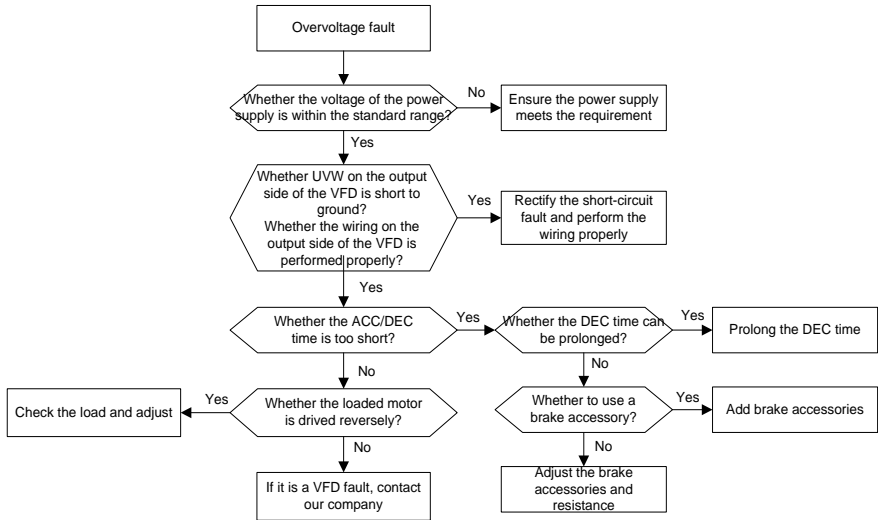 Overvoltage fault
Whether the voltage of the power
supply is within the standard range?
No
Ensure the power supply
meets the requirement
Yes
Whether UVW on the output
side of the VFD is short to
ground?
Whether the wiring on the
output side of the VFD is
performed properly?
Yes
Rectify the short-circuit
fault and perform the
wiring properly
Yes
Whether the ACC/DEC
time is too short?
Yes
Whether the DEC time can
be prolonged?
Yes
Prolong the DEC time
No
No
Check the load and adjust
Yes
Whether the loaded motor
is drived reversely?
Whether to use a
brake accessory?
Yes
Add brake accessories
No
No
If it is a VFD fault, contact
our company
Adjust the brake
accessories and
resistance